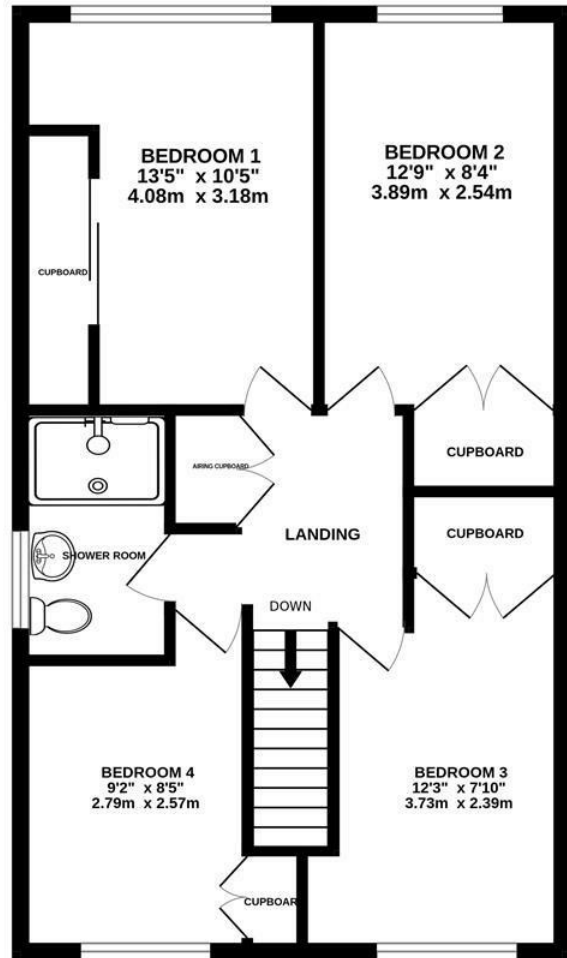 BEDROOM 1
13'5" x 10'5"
4.08m x 3.18m
BEDROOM 2
12'9" x 8'4"
3.89m x 2.54m
CUPBOARD
CUPBOARD
AIRING CUPBOARD
CUPBOARD
LANDING
SHOWER ROOM
DOWN
BEDROOM 4
9'2" x 8'5"
2.79m x 2.57m
BEDROOM 3
12'3" x 7'10"
3.73m x 2.39m
CUPBOAR